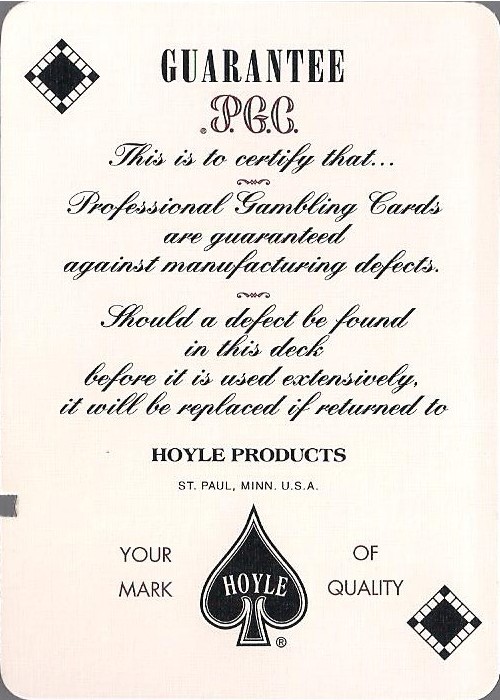 GUARANTEE
P.G.C.
This is to certify that...
Professional Gambling Cards
are guaranteed
against manufacturing defects.
Should a defect be found
in this deck
before it is used extensively,
it will be replaced if returned to
HOYLE PRODUCTS
ST. PAUL, MINN. U.S.A.
YOUR OF
MARK QUALITY
HOYLE
®